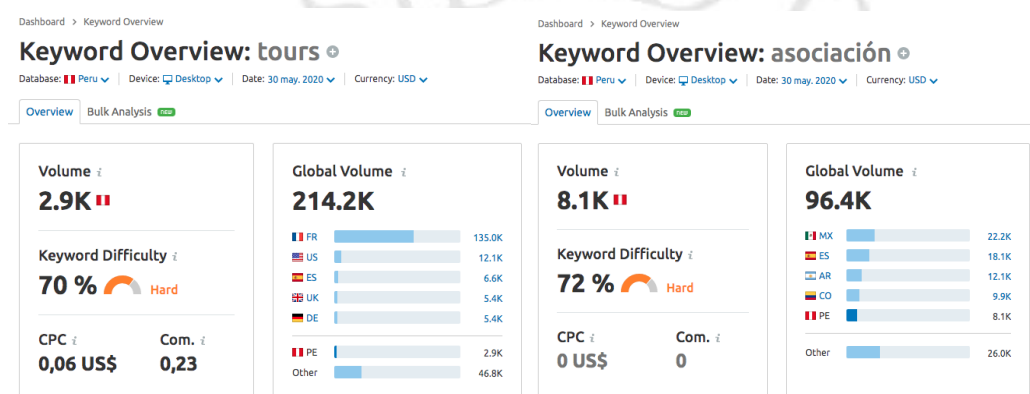 Dashboard > Keyword Overview
Keyword Overview: tours
Database: Peru Device: Desktop Date: 30 may. 2020 Currency: USD
Overview Bulk Analysis new
Volume i
2.9K
Keyword Difficulty i
70 % Hard
CPC i Com. i
0,06 US$ 0,23
Global Volume i
214.2K
FR 135.0K
US 12.1K
ES 6.6K
UK 5.4K
DE 5.4K
PE 2.9K
Other 46.8K
Dashboard > Keyword Overview
Keyword Overview: asociación
Database: Peru Device: Desktop Date: 30 may. 2020 Currency: USD
Overview Bulk Analysis new
Volume i
8.1K
Keyword Difficulty i
72 % Hard
CPC i Com. i
0 US$ 0
Global Volume i
96.4K
MX 22.2K
ES 18.1K
AR 12.1K
CO 9.9K
PE 8.1K
Other 26.0K